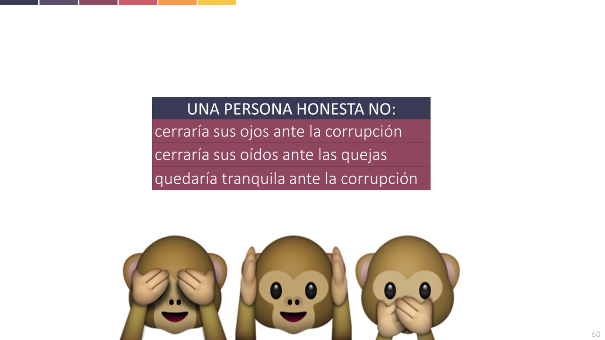 UNA PERSONA HONESTA NO:
cerraría sus ojos ante la corrupción
cerraría sus oídos ante las quejas
quedaría tranquila ante la corrupción
60